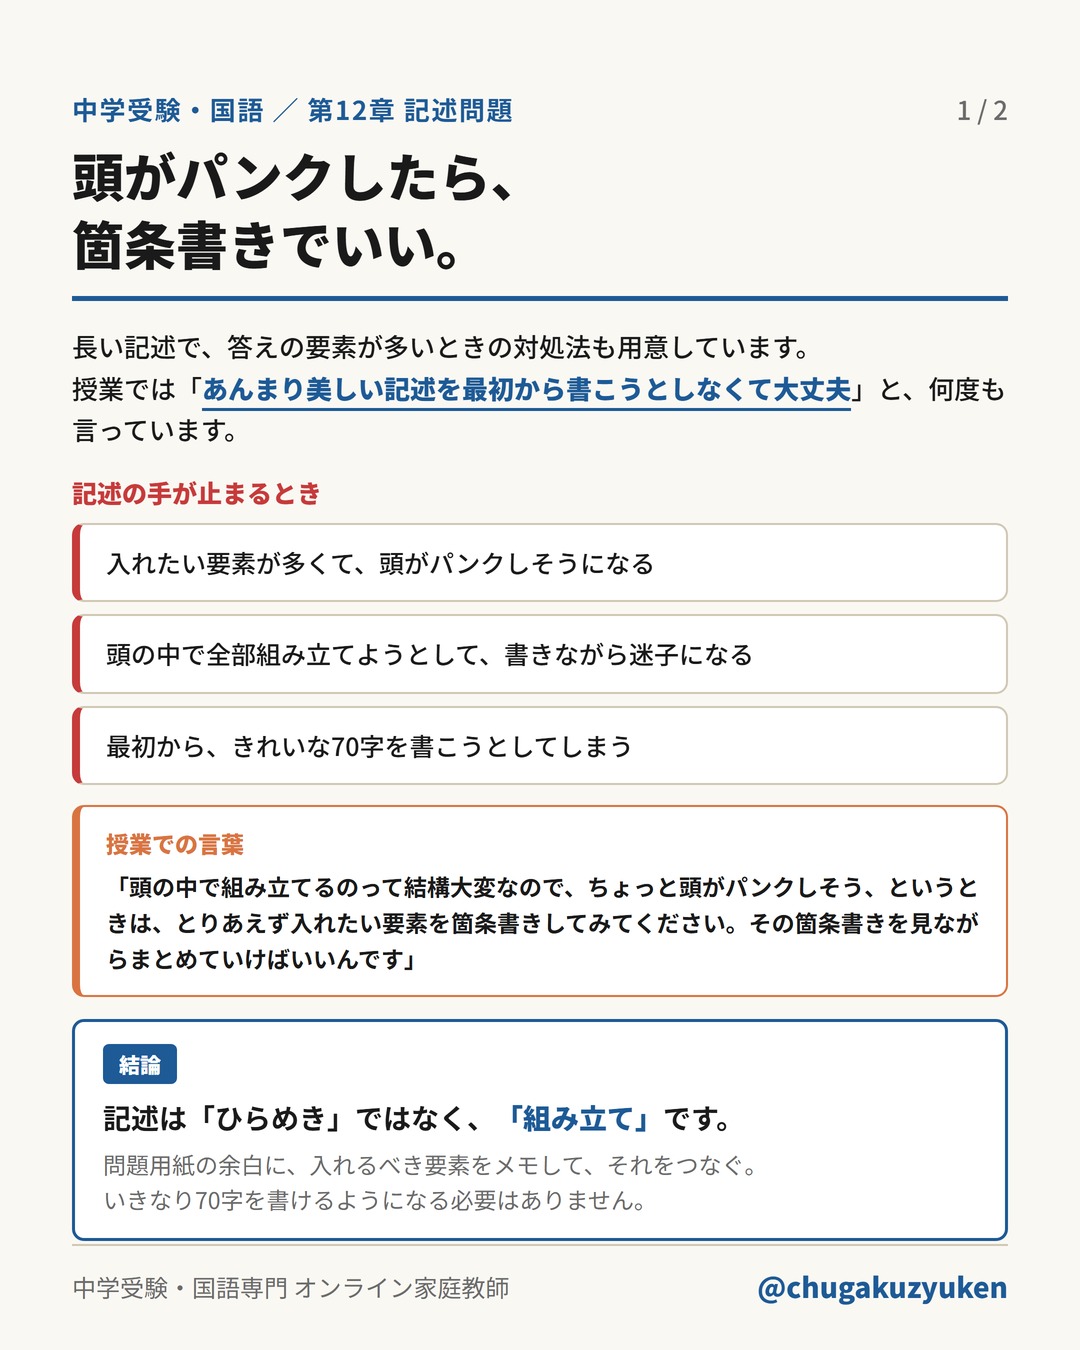 中学受験・国語 ／ 第12章 記述問題
1 / 2
頭がパンクしたら、
箇条書きでいい。
長い記述で、答えの要素が多いときの対処法も用意しています。
授業では「あんまり美しい記述を最初から書こうとしなくて大丈夫」と、何度も
言っています。
記述の手が止まるとき
入れたい要素が多くて、頭がパンクしそうになる
頭の中で全部組み立てようとして、書きながら迷子になる
最初から、きれいな70字を書こうとしてしまう
授業での言葉
「頭の中で組み立てるのって結構大変なので、ちょっと頭がパンクしそう、というと
きは、とりあえず入れたい要素を箇条書きしてみてください。その箇条書きを見なが
らまとめていけばいいんです」
結論
記述は「ひらめき」ではなく、「組み立て」です。
問題用紙の余白に、入れるべき要素をメモして、それをつなぐ。
いきなり70字を書けるようになる必要はありません。
中学受験・国語専門 オンライン家庭教師
@chugakuzyuken